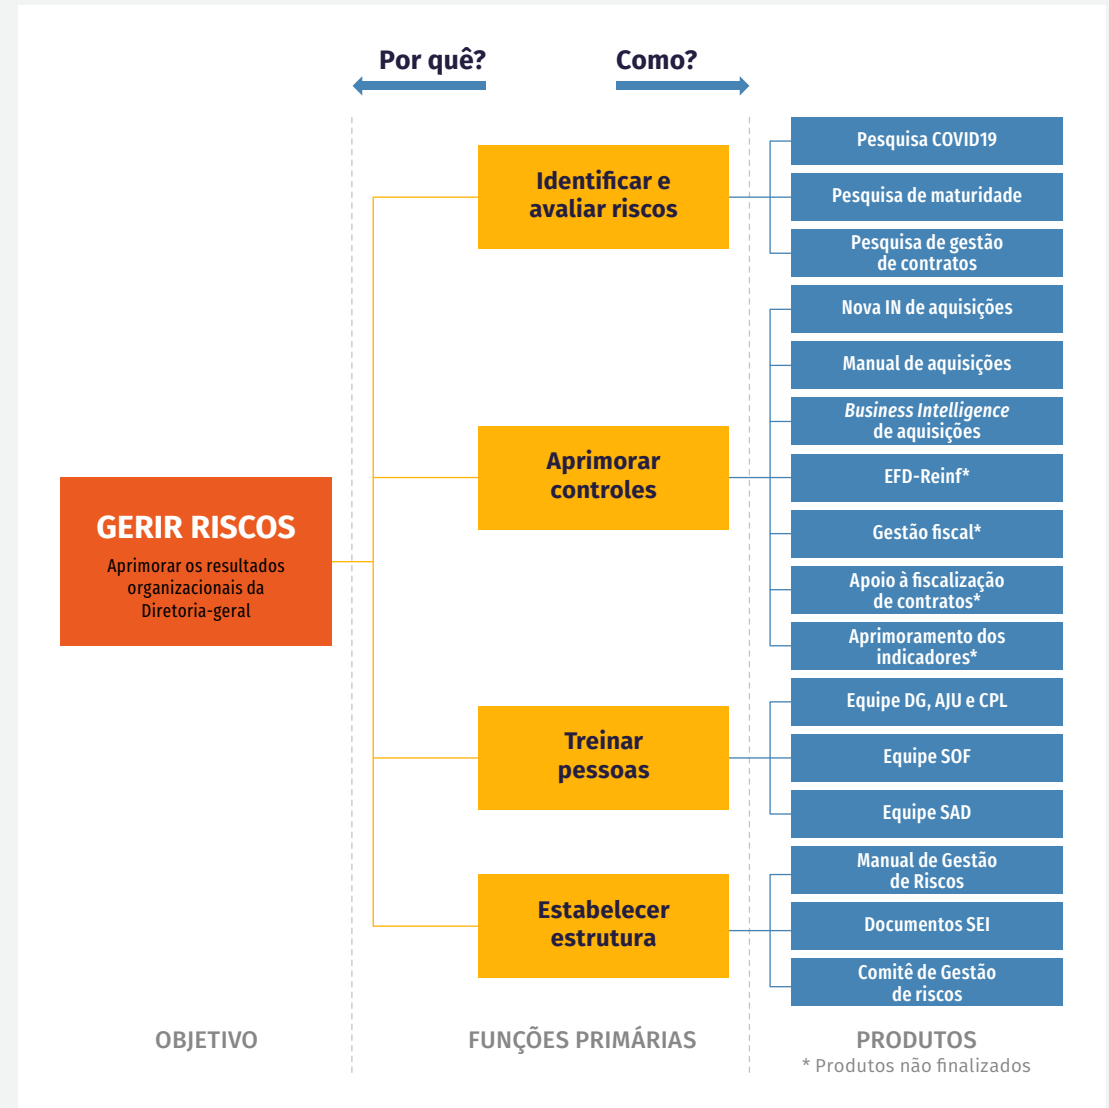 Por quê?
Como?
GERIR RISCOS
Aprimorar os resultados
organizacionais da
Diretoria-geral
Identificar e
avaliar riscos
Aprimorar
controles
Treinar
pessoas
Estabelecer
estrutura
Pesquisa COVID19
Pesquisa de maturidade
Pesquisa de gestão
de contratos
Nova IN de aquisições
Manual de aquisições
Business Intelligence
de aquisições
EFD-Reinf*
Gestão fiscal*
Apoio à fiscalização
de contratos*
Aprimoramento dos
indicadores*
Equipe DG, AJU e CPL
Equipe SOF
Equipe SAD
Manual de Gestão
de Riscos
Documentos SEI
Comitê de Gestão
de riscos
OBJETIVO
FUNÇÕES PRIMÁRIAS
PRODUTOS
* Produtos não finalizados